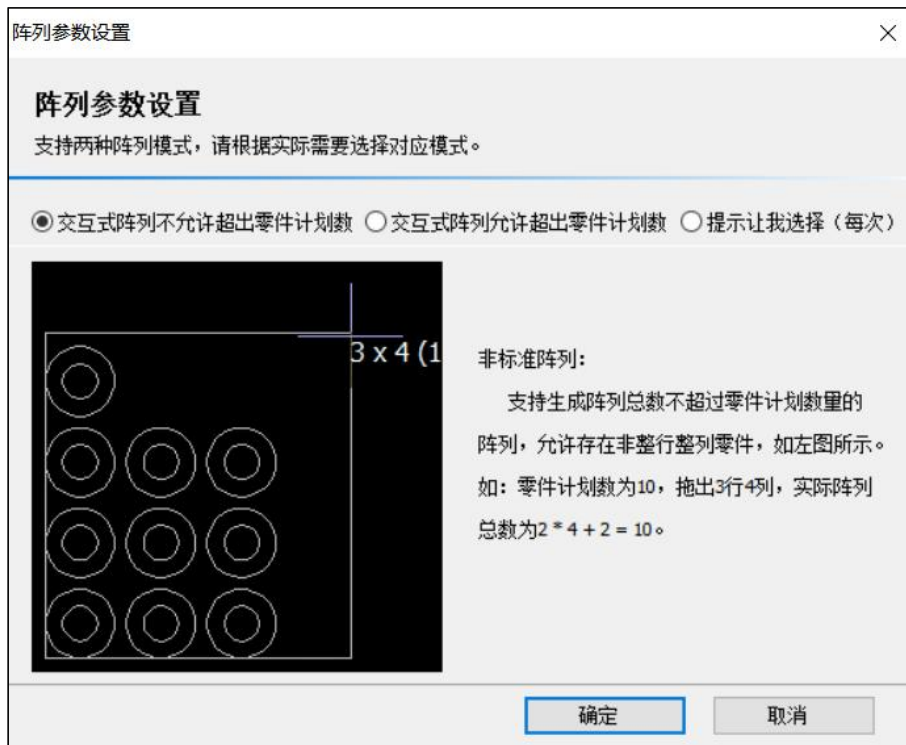 阵列参数设置
阵列参数设置
支持两种阵列模式，请根据实际需要选择对应模式。
交互式阵列不允许超出零件计划数 交互式阵列允许超出零件计划数 提示让我选择（每次）
3 x 4 (1
非标准阵列：
支持生成阵列总数不超过零件计划数量的
阵列，允许存在非整行整列零件，如左图所示。
如：零件计划数为10，拖出3行4列，实际阵列
总数为2 * 4 + 2 = 10。
确定 取消